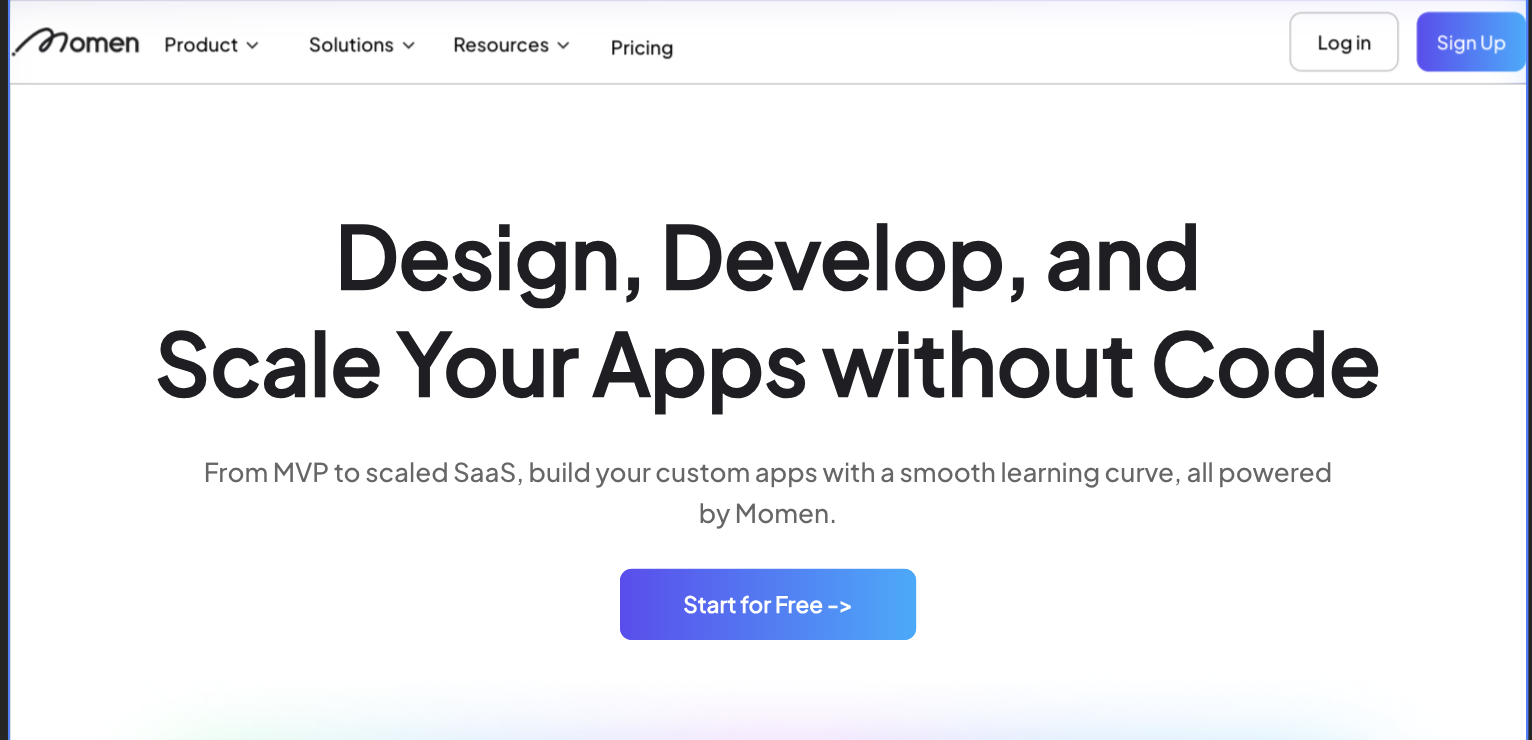 Momen
Product
Solutions
Resources
Pricing
Log in
Sign Up
Design, Develop, and
Scale Your Apps without Code
From MVP to scaled SaaS, build your custom apps with a smooth learning curve, all powered
by Momen.
Start for Free ->